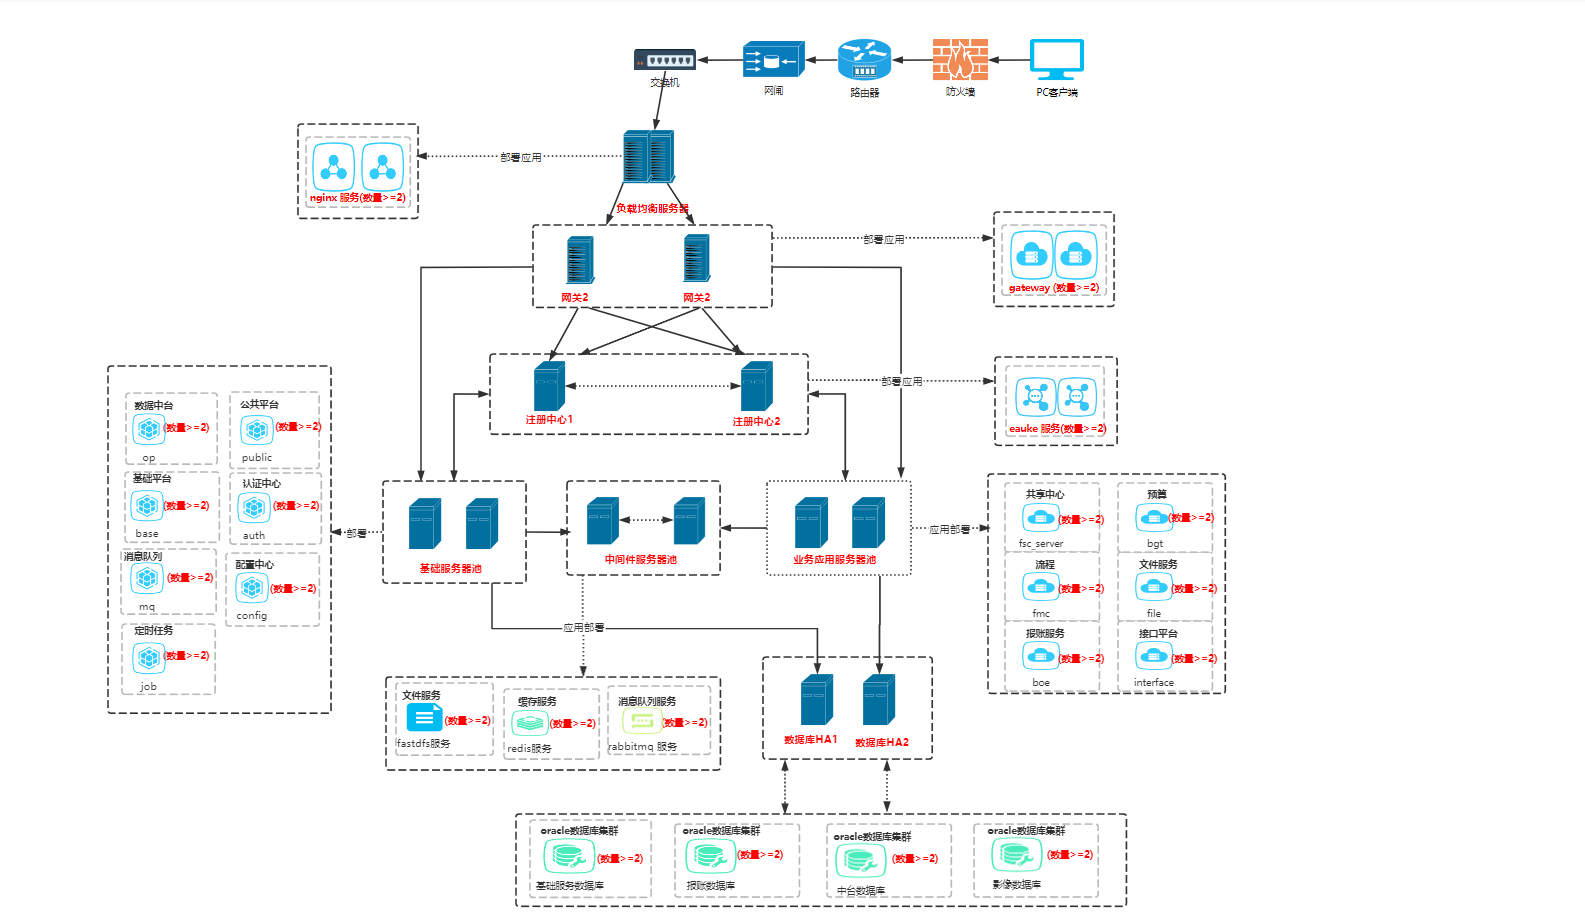 交换机
网闸
路由器
防火墙
PC客户端
部署应用
nginx 服务(数量>=2)
负载均衡服务器
部署应用
gateway (数量>=2)
网关2
网关2
部署应用
eauke 服务(数量>=2)
注册中心1
注册中心2
数据中台
(数量>=2)
op
公共平台
(数量>=2)
public
基础平台
(数量>=2)
base
认证中心
(数量>=2)
auth
消息队列
(数量>=2)
mq
配置中心
(数量>=2)
config
定时任务
(数量>=2)
job
部署
基础服务器池
中间件服务器池
业务应用服务器池
应用部署
共享中心
(数量>=2)
fsc_server
预算
(数量>=2)
bgt
流程
(数量>=2)
fmc
文件服务
(数量>=2)
file
报账服务
(数量>=2)
boe
接口平台
(数量>=2)
interface
应用部署
文件服务
(数量>=2)
fastdfs服务
缓存服务
(数量>=2)
redis服务
消息队列服务
(数量>=2)
rabbitmq 服务
数据库HA1
数据库HA2
oracle数据库集群
(数量>=2)
基础服务数据库
oracle数据库集群
(数量>=2)
报账数据库
oracle数据库集群
(数量>=2)
中台数据库
oracle数据库集群
(数量>=2)
影像数据库